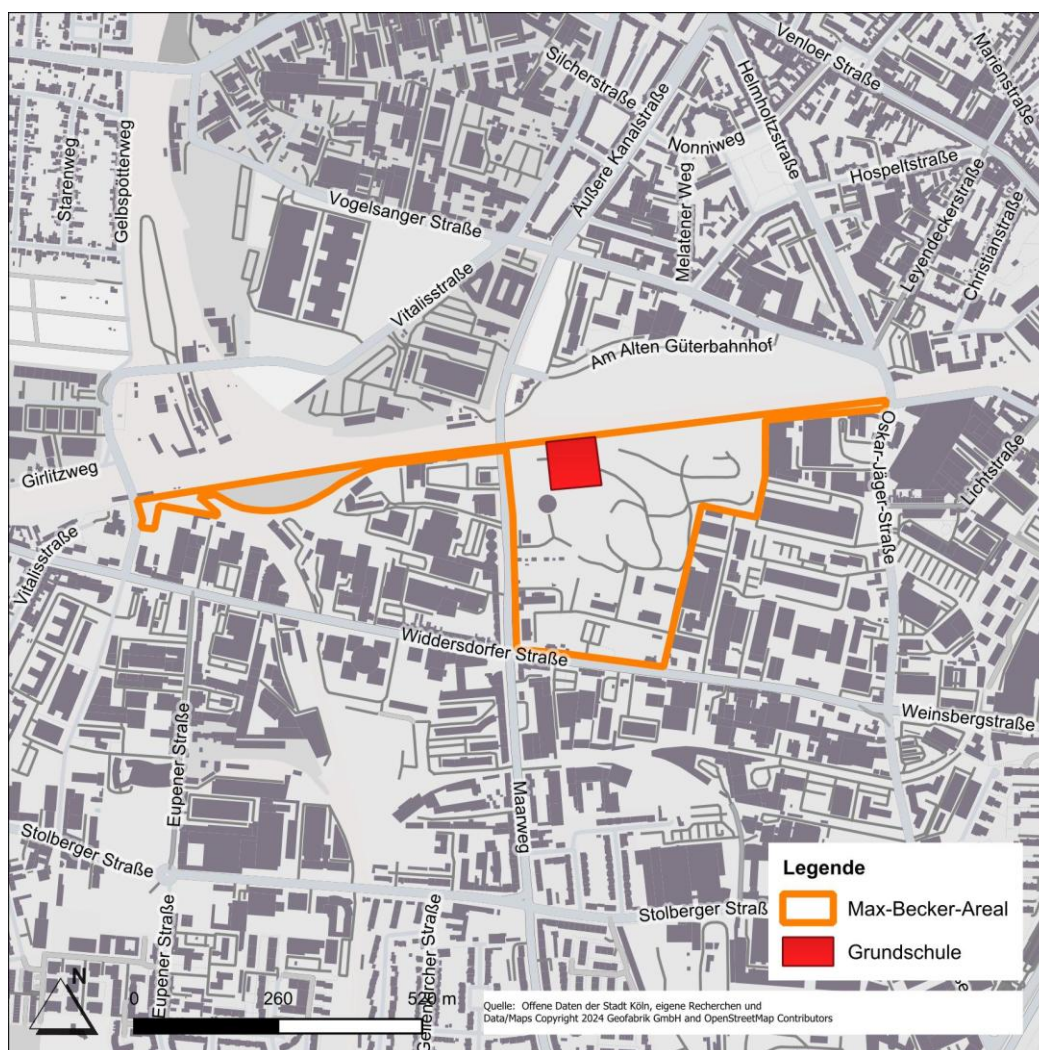 Venloer Straße
Marienstraße
Silcherstraße
Helmholtzstraße
Äußere Kanalstraße
Nonniweg
Hospeltstraße
Starenweg
Gelbspötterweg
Vogelsanger Straße
Melatener Weg
Leyendeckerstraße
Christianstraße
Vitalisstraße
Am Alten Güterbahnhof
Girlitzweg
Oskar-Jäger-Straße
Lichtstraße
Vitalisstraße
Widdersdorfer Straße
Weinsbergstraße
Eupener Straße
Maarweg
Stolberger Straße
Legende
Max-Becker-Areal
Stolberger Straß
Grundschule
Eupener Straße
Geilenkircher Straße
N
0 260 520 m
Quelle: Offene Daten der Stadt Köln, eigene Recherchen und
Data/Maps Copyright 2024 Geofabrik GmbH and OpenStreetMap Contributors